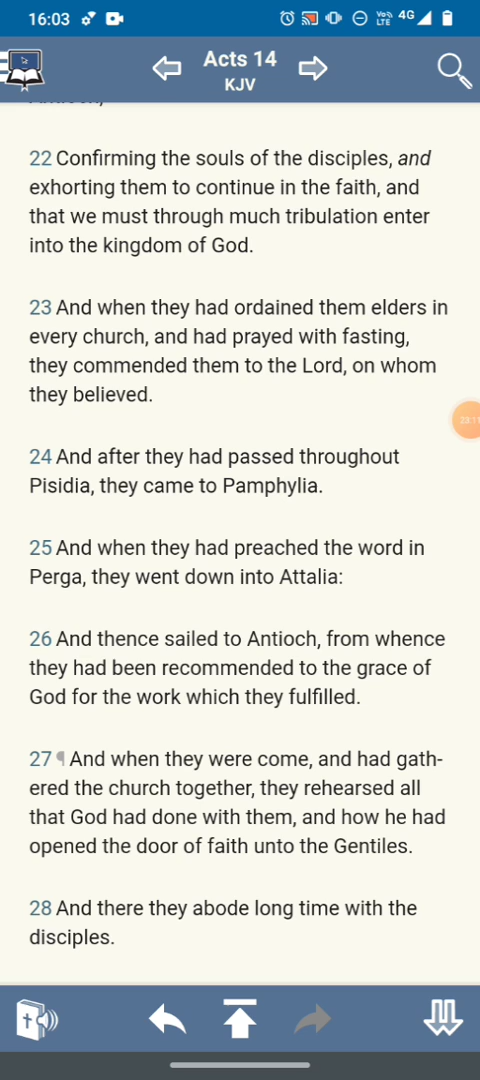 16:03
VoD LTE 4G
Acts 14
KJV
22 Confirming the souls of the disciples, and
exhorting them to continue in the faith, and
that we must through much tribulation enter
into the kingdom of God.
23 And when they had ordained them elders in
every church, and had prayed with fasting,
they commended them to the Lord, on whom
they believed.
24 And after they had passed throughout
Pisidia, they came to Pamphylia.
25 And when they had preached the word in
Perga, they went down into Attalia:
26 And thence sailed to Antioch, from whence
they had been recommended to the grace of
God for the work which they fulfilled.
27 ¶ And when they were come, and had gath-
ered the church together, they rehearsed all
that God had done with them, and how he had
opened the door of faith unto the Gentiles.
28 And there they abode long time with the
disciples.